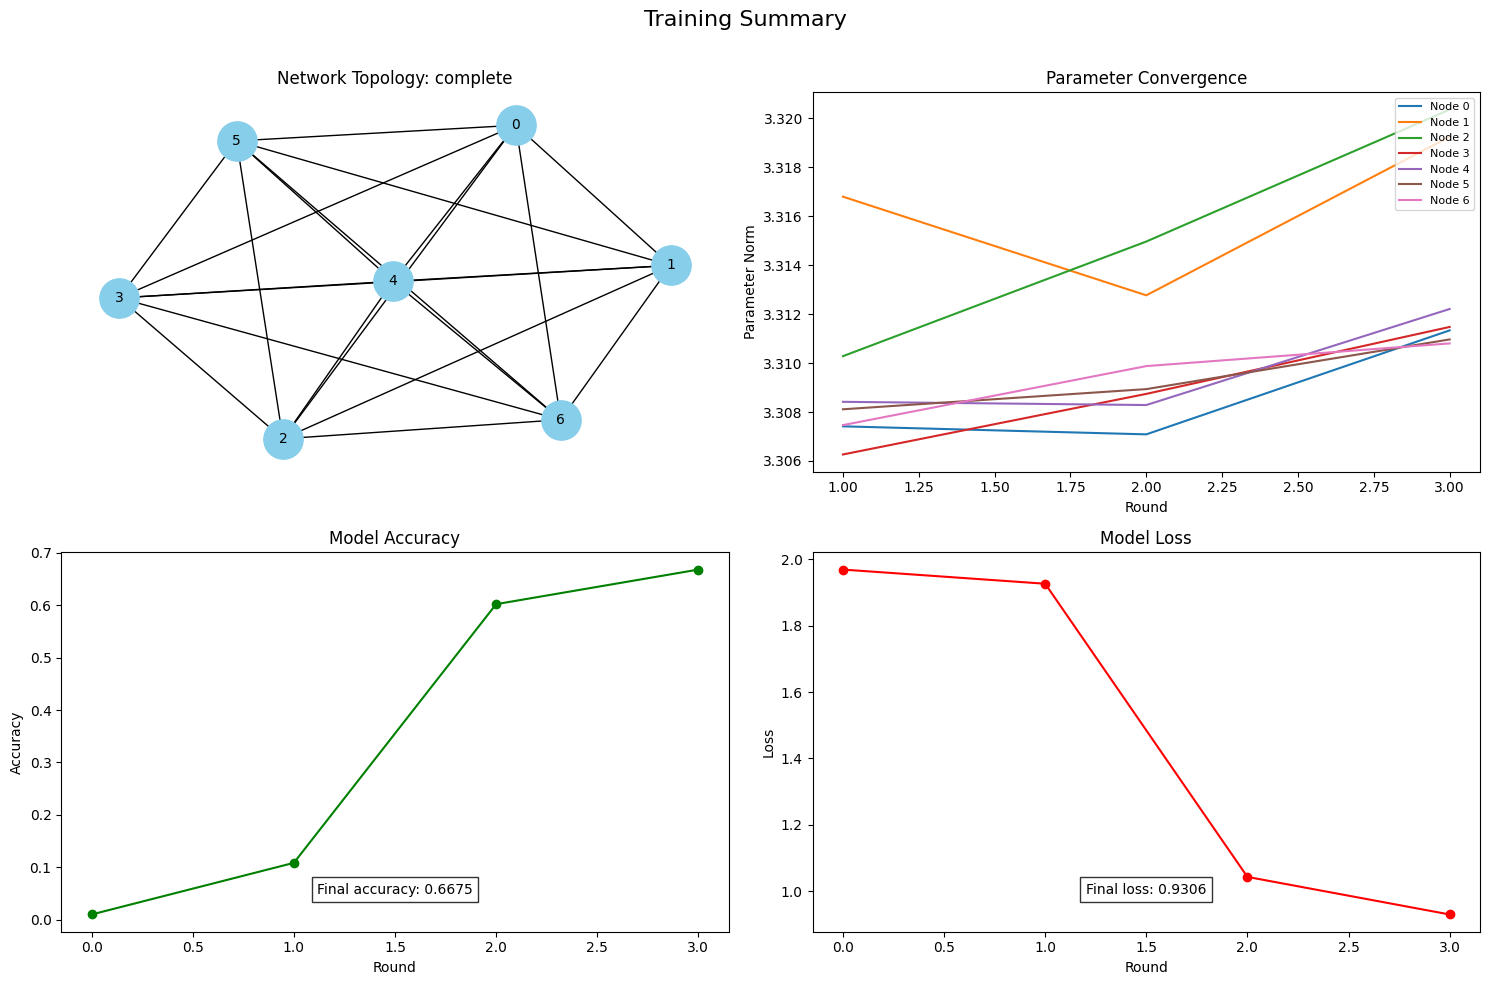 Training Summary
Network Topology: complete
5
0
1
4
3
6
2
Parameter Convergence
Parameter Norm
3.320
3.318
3.316
3.314
3.312
3.310
3.308
3.306
Node 0
Node 1
Node 2
Node 3
Node 4
Node 5
Node 6
1.00 1.25 1.50 1.75 2.00 2.25 2.50 2.75 3.00
Round
Model Accuracy
Accuracy
0.7
0.6
0.5
0.4
0.3
0.2
0.1
0.0
Final accuracy: 0.6675
0.0 0.5 1.0 1.5 2.0 2.5 3.0
Round
Model Loss
Loss
2.0
1.8
1.6
1.4
1.2
1.0
Final loss: 0.9306
0.0 0.5 1.0 1.5 2.0 2.5 3.0
Round